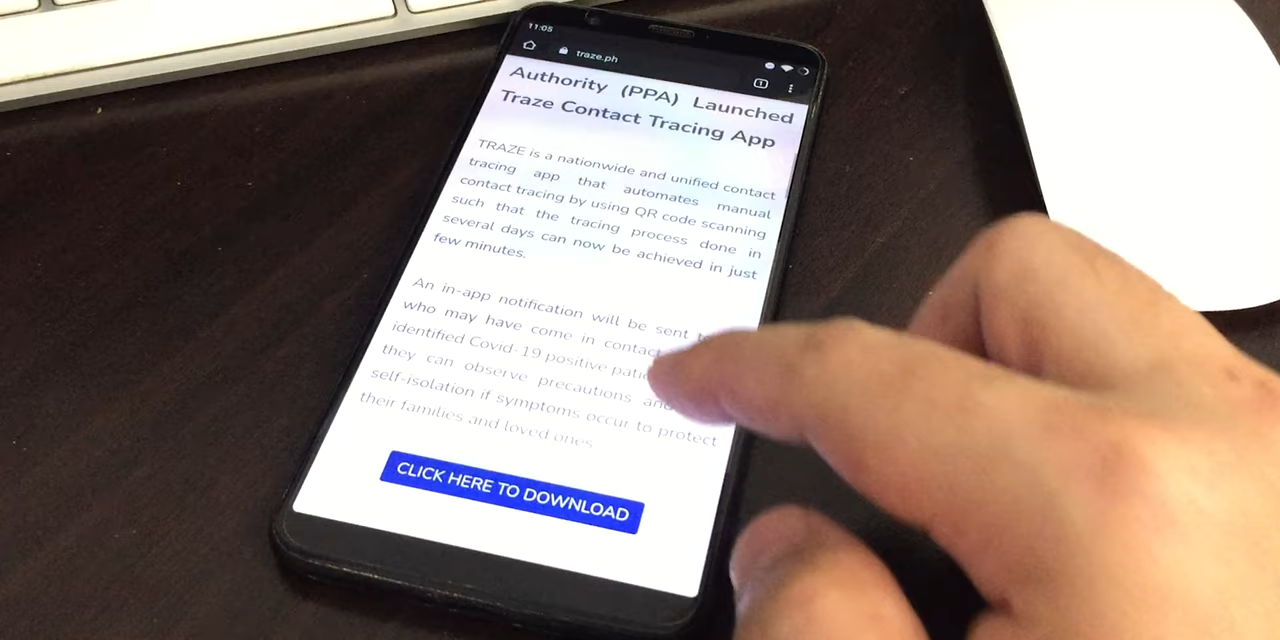 11:05
traze.ph
1
Authority (PPA) Launched
Traze Contact Tracing App
TRAZE is a nationwide and unified contact
tracing app that automates manual
contact tracing by using QR code scanning
such that the tracing process done in
several days can now be achieved in just
few minutes.
An in-app notification will be sent
who may have come in contact
identified Covid-19 positive
they can observe precautions and
self-isolation if symptoms occur to protect
their families and loved ones.
CLICK HERE TO DOWNLOAD